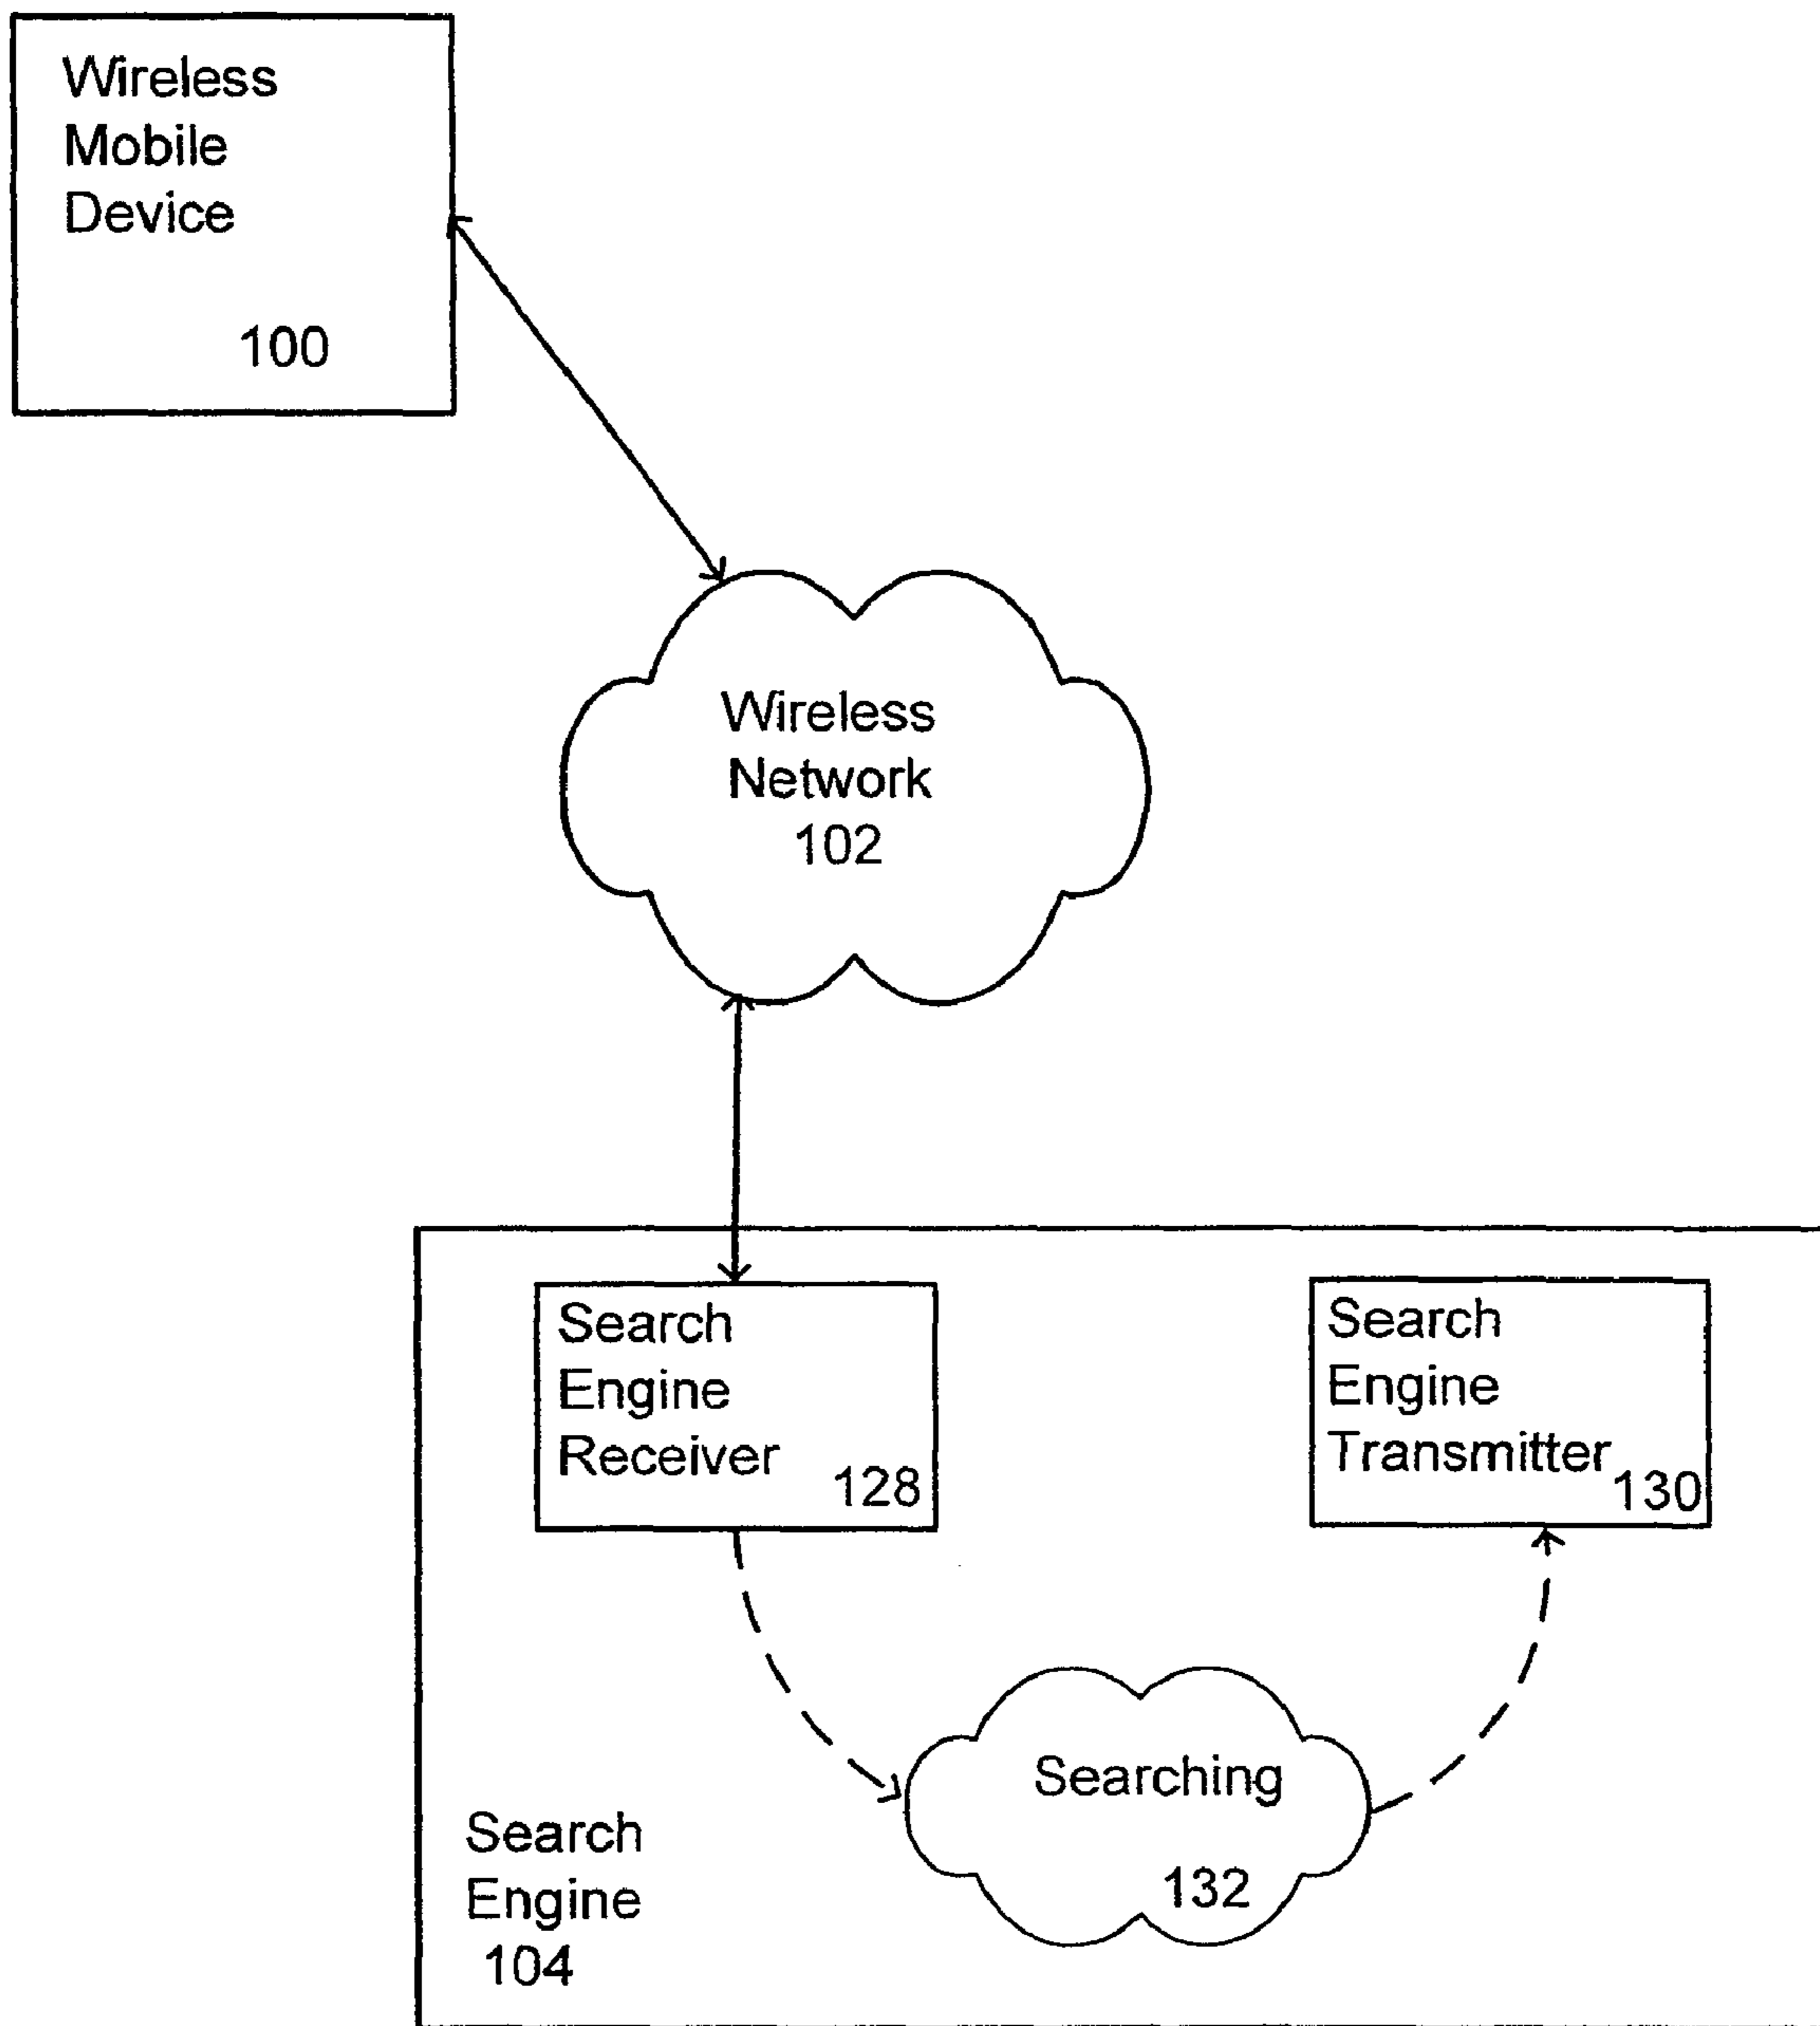 Wireless
Mobile
Device
100
Wireless
Network
102
Search
Engine
Receiver
128
Search
Engine
Transmitter
130
Searching
132
Search
Engine
104